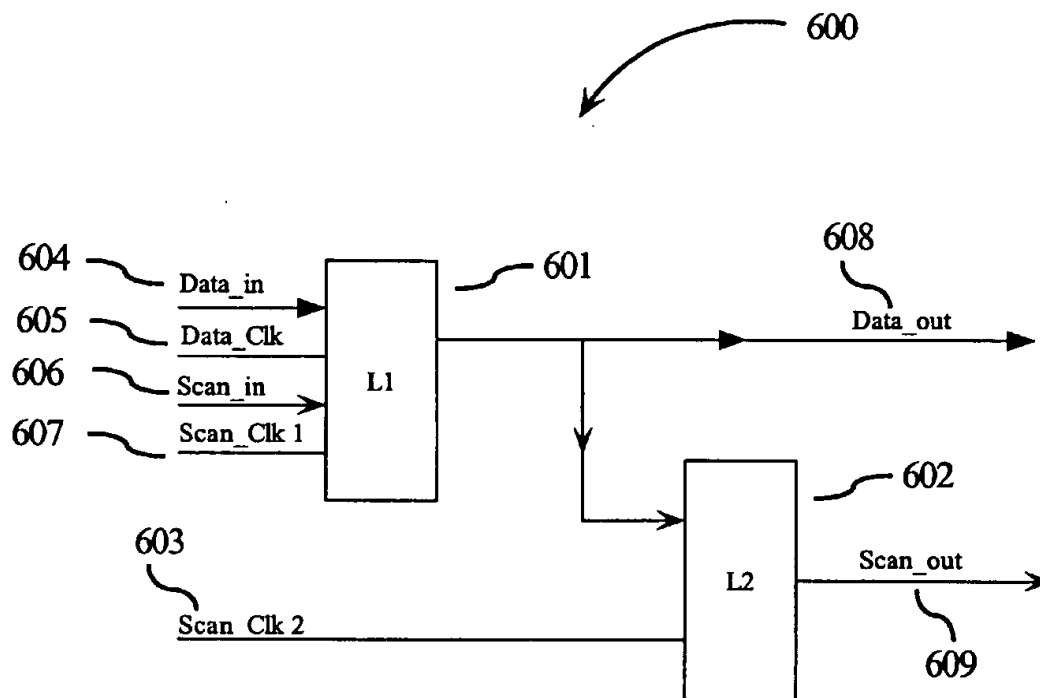 600
604
Data_in
601
608
605
Data_Clk
Data_out
606
Scan_in
L1
607
Scan_Clk 1
602
603
Scan_Clk 2
L2
Scan_out
609